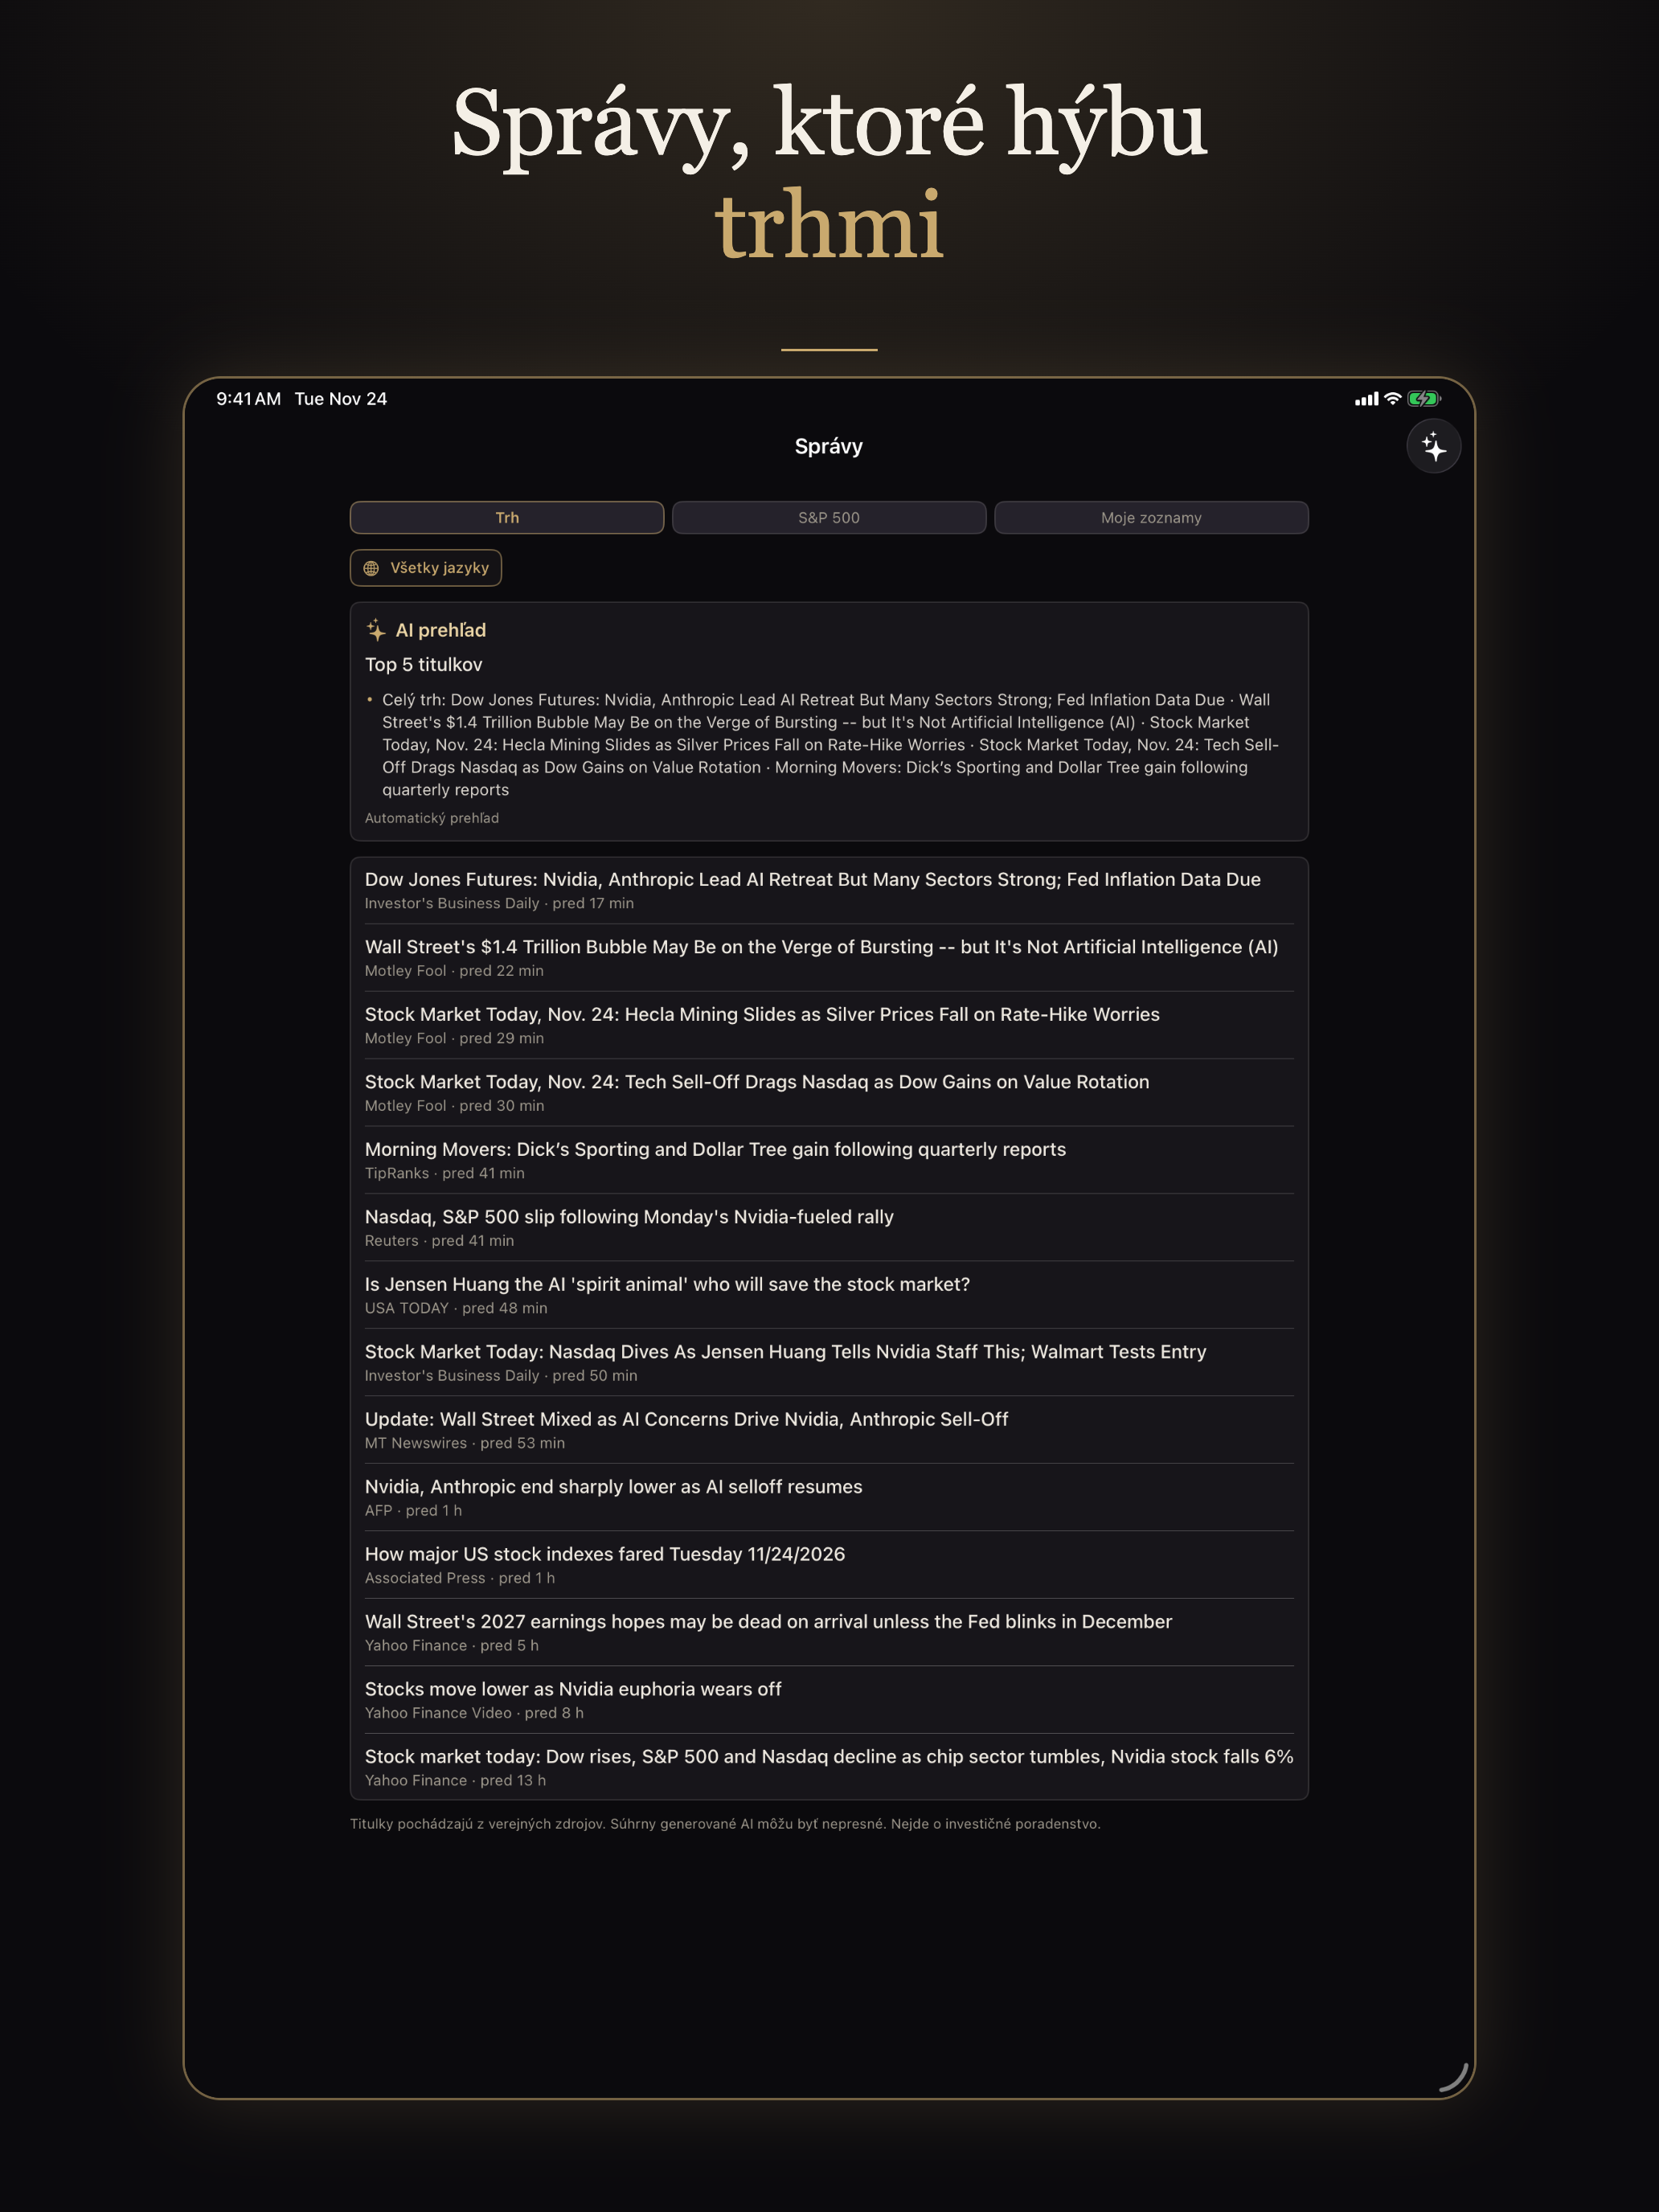 Správy, ktoré hýbu
trhmi
9:41 AM Tue Nov 24
Správy
Trh
S&P 500
Moje zoznamy
Všetky jazyky
AI prehľad
Top 5 titulkov
• Celý trh: Dow Jones Futures: Nvidia, Anthropic Lead AI Retreat But Many Sectors Strong; Fed Inflation Data Due · Wall
Street's $1.4 Trillion Bubble May Be on the Verge of Bursting -- but It's Not Artificial Intelligence (AI) · Stock Market
Today, Nov. 24: Hecla Mining Slides as Silver Prices Fall on Rate-Hike Worries · Stock Market Today, Nov. 24: Tech Sell-
Off Drags Nasdaq as Dow Gains on Value Rotation · Morning Movers: Dick’s Sporting and Dollar Tree gain following
quarterly reports
Automatický prehľad
Dow Jones Futures: Nvidia, Anthropic Lead AI Retreat But Many Sectors Strong; Fed Inflation Data Due
Investor's Business Daily · pred 17 min
Wall Street's $1.4 Trillion Bubble May Be on the Verge of Bursting -- but It's Not Artificial Intelligence (AI)
Motley Fool · pred 22 min
Stock Market Today, Nov. 24: Hecla Mining Slides as Silver Prices Fall on Rate-Hike Worries
Motley Fool · pred 29 min
Stock Market Today, Nov. 24: Tech Sell-Off Drags Nasdaq as Dow Gains on Value Rotation
Motley Fool · pred 30 min
Morning Movers: Dick’s Sporting and Dollar Tree gain following quarterly reports
TipRanks · pred 41 min
Nasdaq, S&P 500 slip following Monday's Nvidia-fueled rally
Reuters · pred 41 min
Is Jensen Huang the AI 'spirit animal' who will save the stock market?
USA TODAY · pred 48 min
Stock Market Today: Nasdaq Dives As Jensen Huang Tells Nvidia Staff This; Walmart Tests Entry
Investor's Business Daily · pred 50 min
Update: Wall Street Mixed as AI Concerns Drive Nvidia, Anthropic Sell-Off
MT Newswires · pred 53 min
Nvidia, Anthropic end sharply lower as AI selloff resumes
AFP · pred 1 h
How major US stock indexes fared Tuesday 11/24/2026
Associated Press · pred 1 h
Wall Street's 2027 earnings hopes may be dead on arrival unless the Fed blinks in December
Yahoo Finance · pred 5 h
Stocks move lower as Nvidia euphoria wears off
Yahoo Finance Video · pred 8 h
Stock market today: Dow rises, S&P 500 and Nasdaq decline as chip sector tumbles, Nvidia stock falls 6%
Yahoo Finance · pred 13 h
Titulky pochádzajú z verejných zdrojov. Súhrny generované AI môžu byť nepresné. Nejde o investičné poradenstvo.